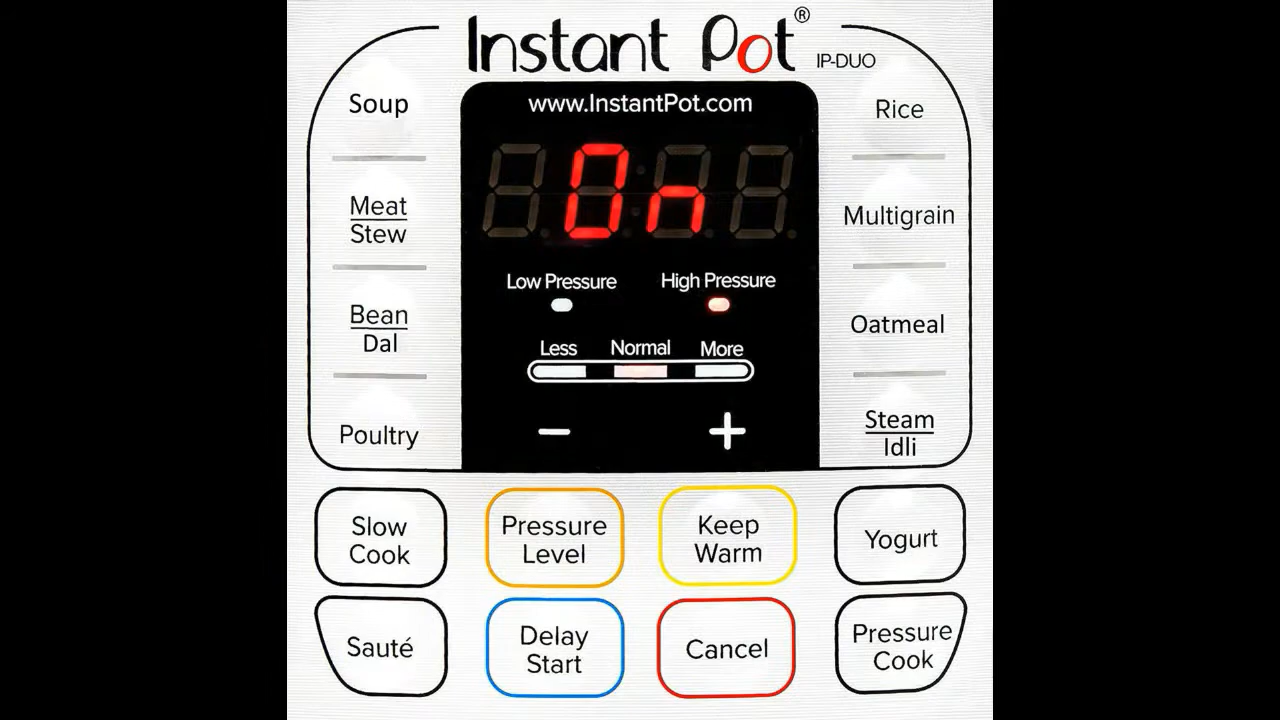 Instant Pot®
IP-DUO
www.InstantPot.com
On
Low Pressure
High Pressure
Less
Normal
More
−
+
Soup
Meat
Stew
Bean
Dal
Poultry
Rice
Multigrain
Oatmeal
Steam
Idli
Slow
Cook
Pressure
Level
Keep
Warm
Yogurt
Sauté
Delay
Start
Cancel
Pressure
Cook